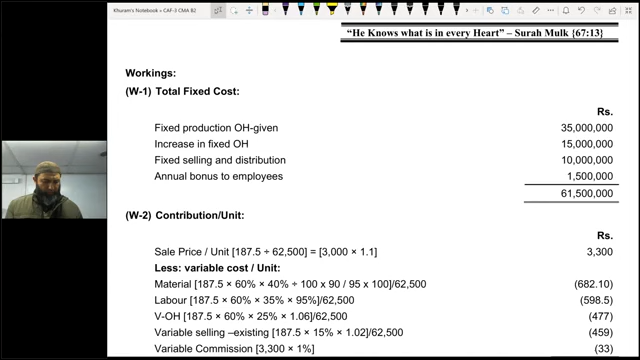 Khuram's Notebook » CAF-3 CMA B2
"He Knows what is in every Heart" – Surah Mulk {67:13}
Workings:
(W-1) Total Fixed Cost:
Rs.
Fixed production OH-given 35,000,000
Increase in fixed OH 15,000,000
Fixed selling and distribution 10,000,000
Annual bonus to employees 1,500,000
61,500,000
(W-2) Contribution/Unit:
Rs.
Sale Price / Unit [187.5 ÷ 62,500] = [3,000 × 1.1] 3,300
Less: variable cost / Unit:
Material [187.5 × 60% × 40% ÷ 100 x 90 / 95 x 100]/62,500 (682.10)
Labour [187.5 × 60% × 35% × 95%]/62,500 (598.5)
V-OH [187.5 × 60% × 25% × 1.06]/62,500 (477)
Variable selling –existing [187.5 × 15% × 1.02]/62,500 (459)
Variable Commission [3,300 × 1%] (33)